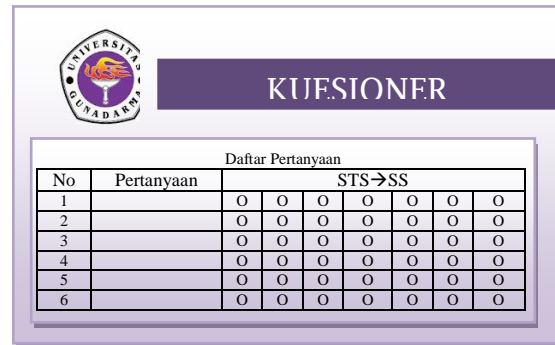 UNIVERSITAS GUNADARMA
KUESIONER
Daftar Pertanyaan
No Pertanyaan STS→SS
1 O O O O O O O
2 O O O O O O O
3 O O O O O O O
4 O O O O O O O
5 O O O O O O O
6 O O O O O O O